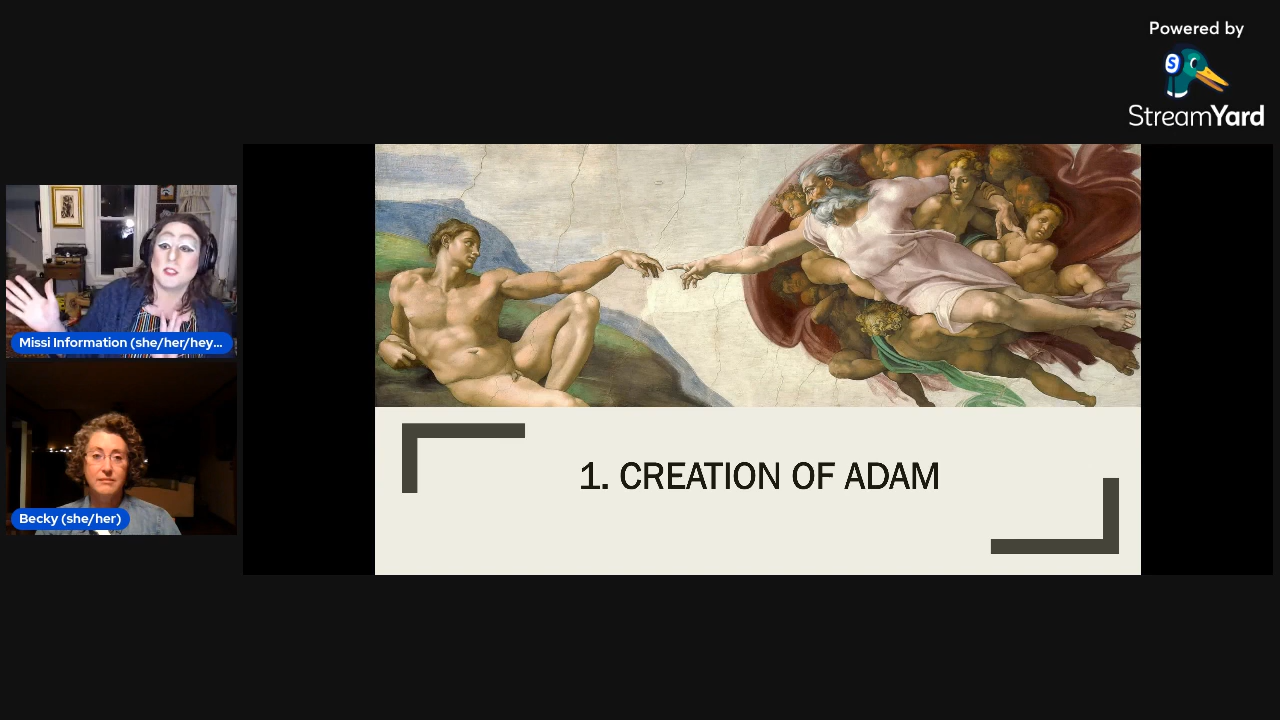 Powered by
S
StreamYard
Missi Information (she/her/hey...
Becky (she/her)
1. CREATION OF ADAM